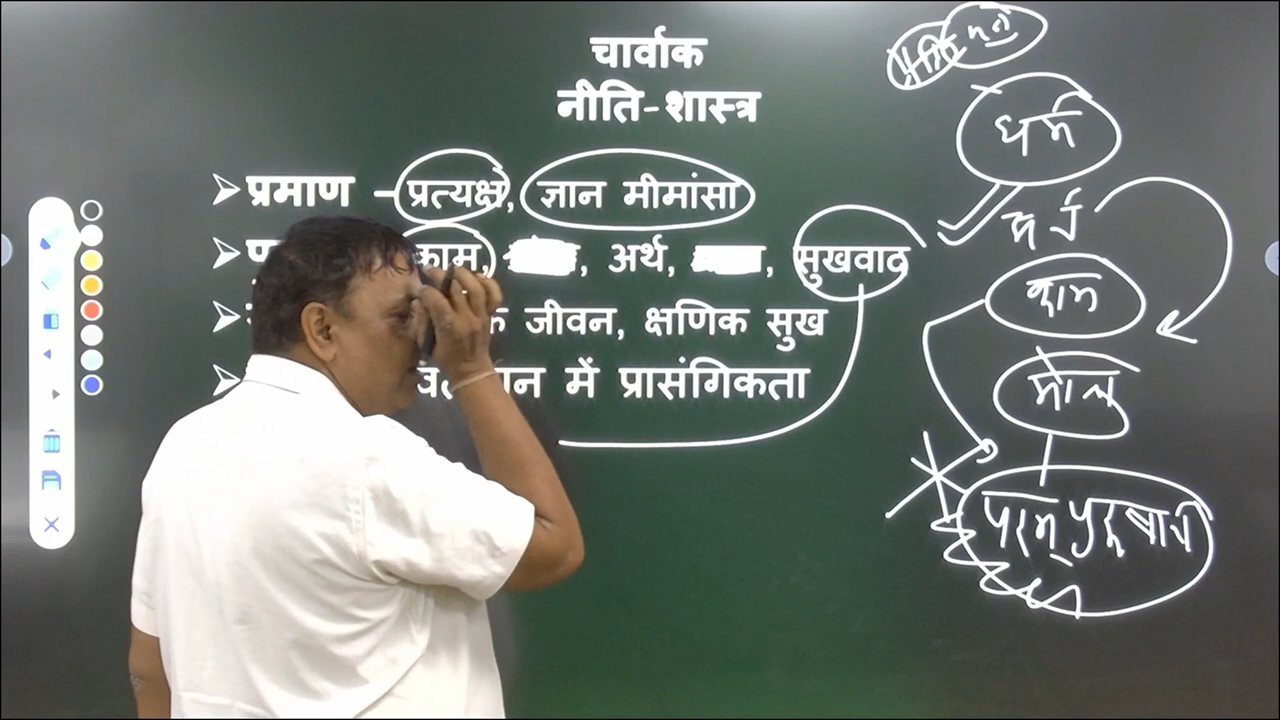 चार्वाक
नीति-शास्त्र
➢ प्रमाण – प्रत्यक्ष, ज्ञान मीमांसा
➢ काम, अर्थ, सुखवाद
➢ जीवन, क्षणिक सुख
➢ में प्रासंगिकता
धर्म
काम
मोक्ष
परम् पुरुषार्थ